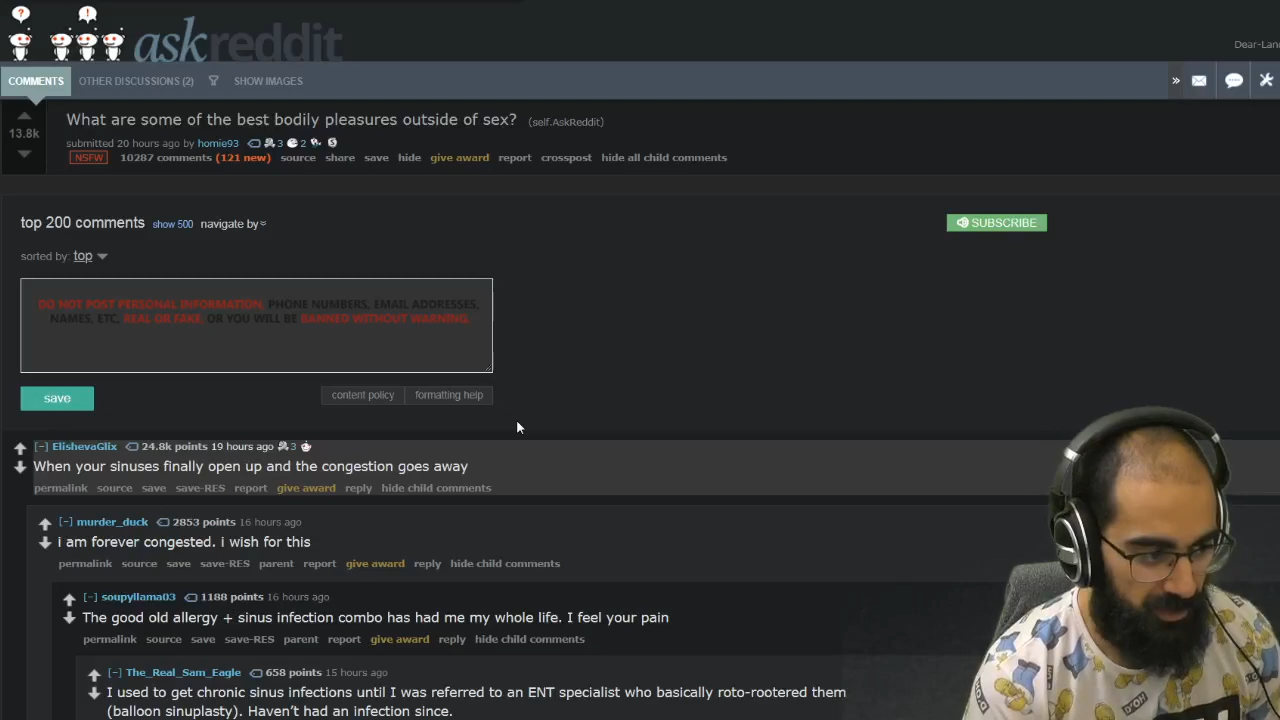 ? !
askreddit
Dear-Lan
COMMENTS OTHER DISCUSSIONS (2) SHOW IMAGES »
13.8k
What are some of the best bodily pleasures outside of sex? (self.AskReddit)
submitted 20 hours ago by homie93 3 2
NSFW 10287 comments (121 new) source share save hide give award report crosspost hide all child comments
top 200 comments show 500 navigate by
SUBSCRIBE
sorted by: top
DO NOT POST PERSONAL INFORMATION, PHONE NUMBERS, EMAIL ADDRESSES,
NAMES, ETC, REAL OR FAKE, OR YOU WILL BE BANNED WITHOUT WARNING.
save content policy formatting help
[-] ElishevaGlix 24.8k points 19 hours ago 3
When your sinuses finally open up and the congestion goes away
permalink source save save-RES report give award reply hide child comments
[-] murder_duck 2853 points 16 hours ago
i am forever congested. i wish for this
permalink source save save-RES parent report give award reply hide child comments
[-] soupyllama03 1188 points 16 hours ago
The good old allergy + sinus infection combo has had me my whole life. I feel your pain
permalink source save save-RES parent report give award reply hide child comments
[-] The_Real_Sam_Eagle 658 points 15 hours ago
I used to get chronic sinus infections until I was referred to an ENT specialist who basically roto-rootered them
(balloon sinuplasty). Haven't had an infection since.
D'OH